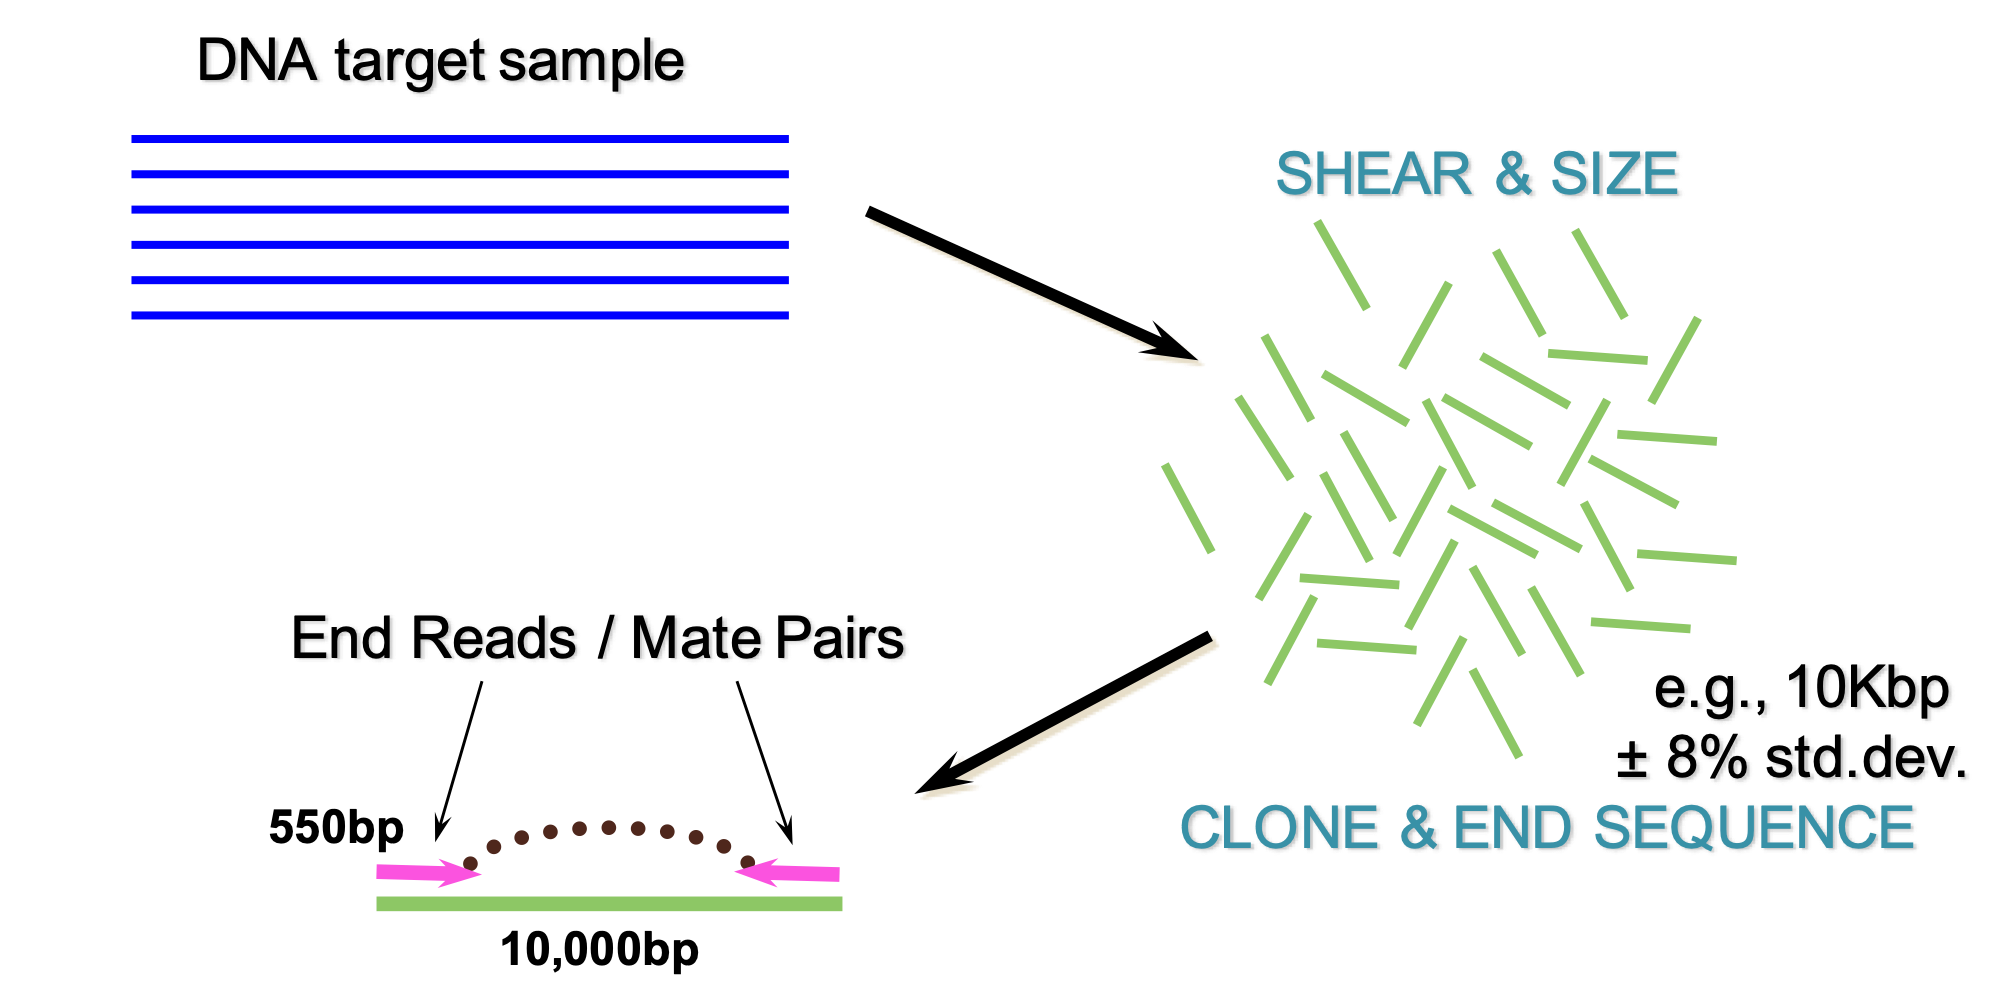 DNA target sample
SHEAR & SIZE
End Reads / Mate Pairs
e.g., 10Kbp
± 8% std.dev.
550bp
CLONE & END SEQUENCE
10,000bp